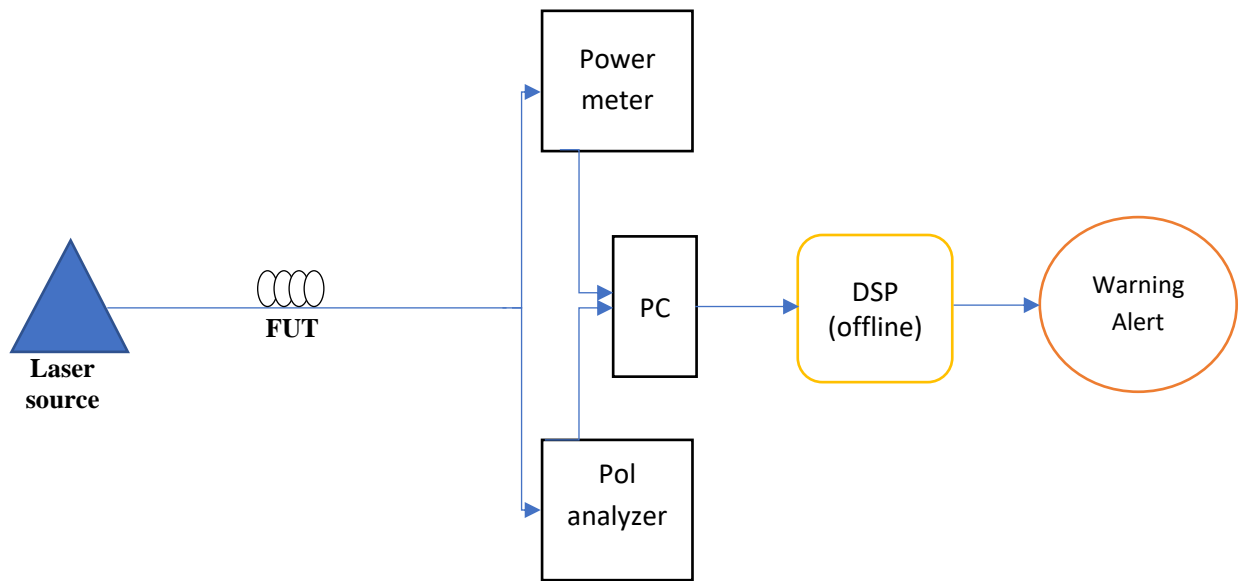 Power
meter
FUT
Laser
source
PC
DSP
(offline)
Warning
Alert
Pol
analyzer